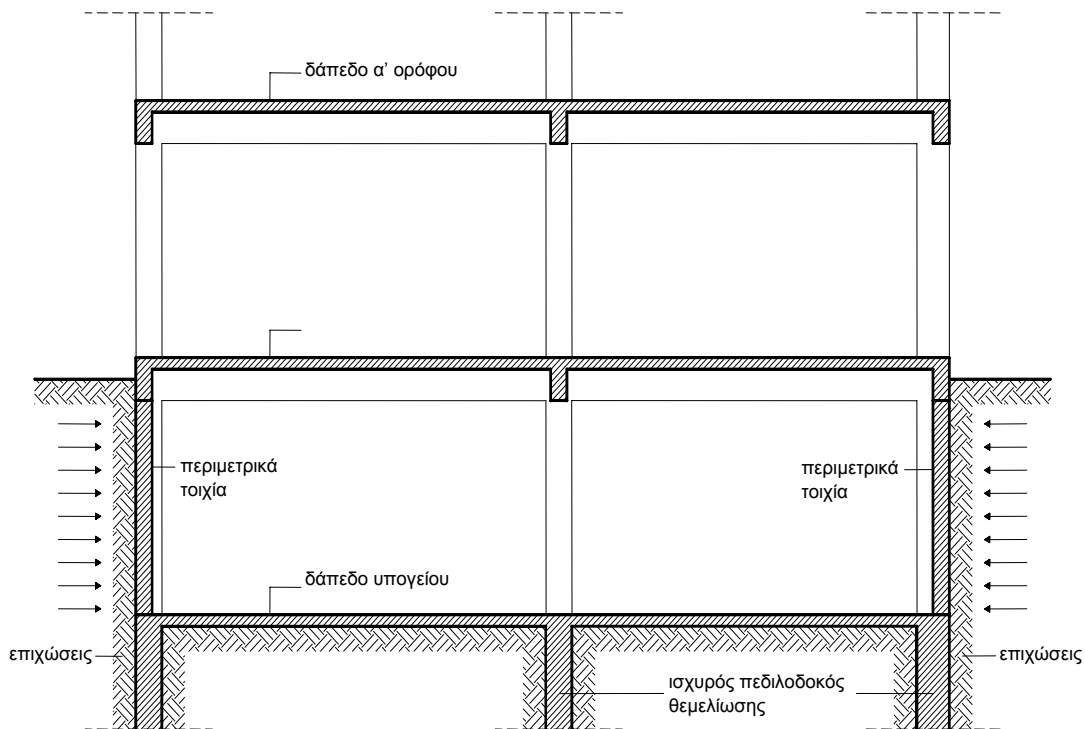 δάπεδο α' ορόφου
περιμετρικά
τοιχία
περιμετρικά
τοιχία
δάπεδο υπογείου
επιχώσεις
επιχώσεις
ισχυρός πεδιλοδοκός
θεμελίωσης